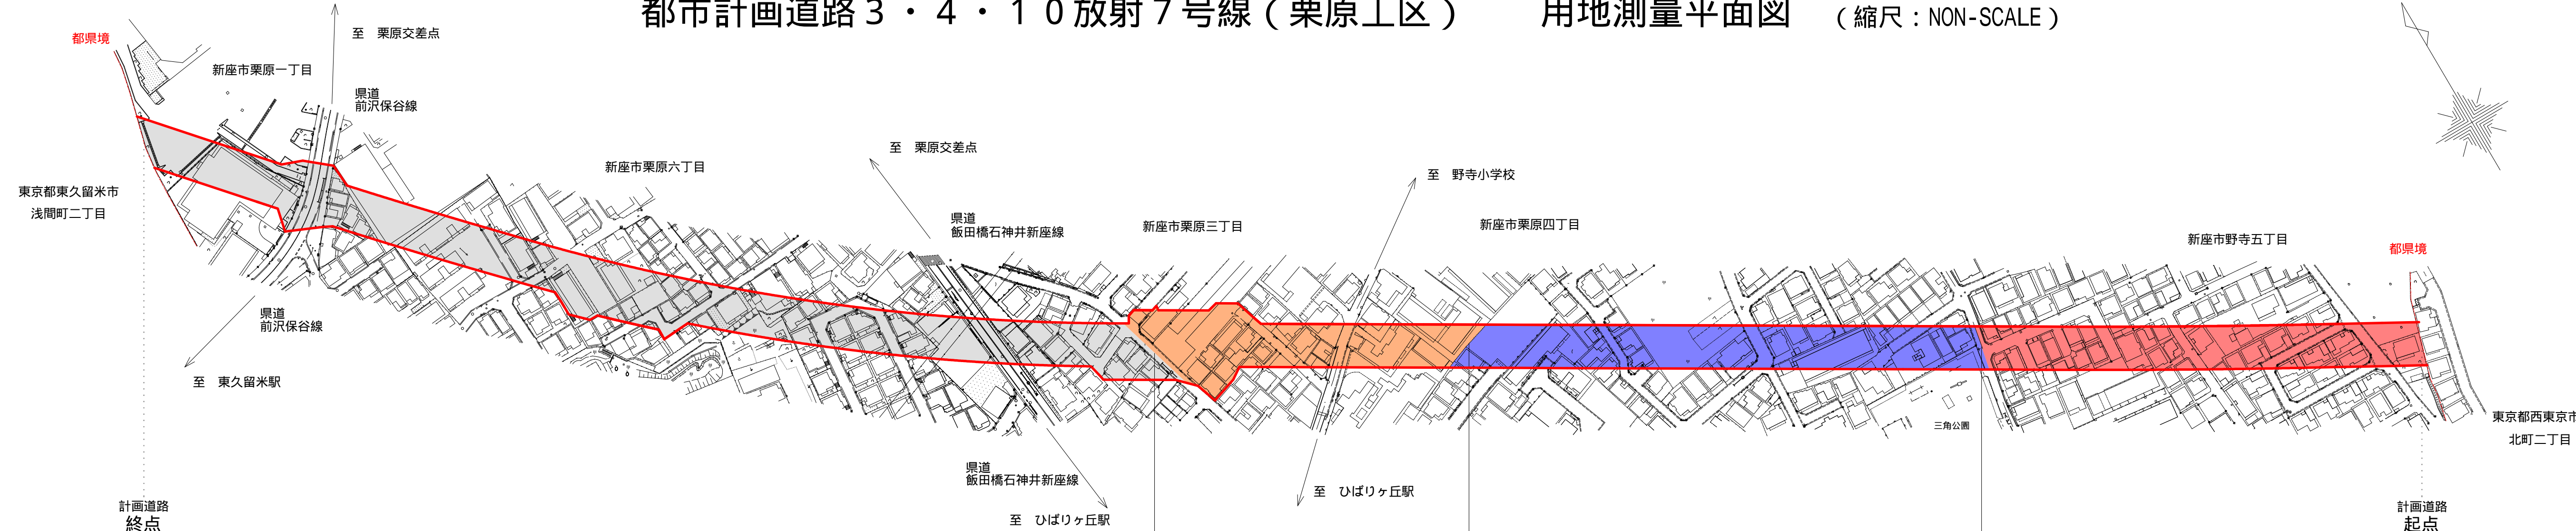 都市計画道路3・4・10放射7号線（栗原工区）　　用地測量平面図　（縮尺：NON-SCALE）
都県境
至　栗原交差点
新座市栗原一丁目
県道
前沢保谷線
東京都東久留米市
浅間町二丁目
県道
前沢保谷線
至　東久留米駅
計画道路
終点
新座市栗原六丁目
至　栗原交差点
県道
飯田橋石神井新座線
新座市栗原三丁目
県道
飯田橋石神井新座線
至　ひばりヶ丘駅
至　野寺小学校
新座市栗原四丁目
至　ひばりヶ丘駅
新座市野寺五丁目
三角公園
都県境
東京都西東京市
北町二丁目
計画道路
起点